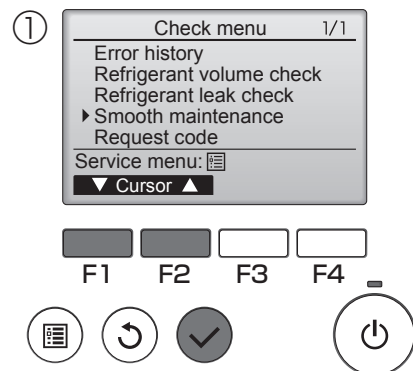 ①
Check menu 1/1
Error history
Refrigerant volume check
Refrigerant leak check
Smooth maintenance
Request code
Service menu:
▼ Cursor ▲
F1 F2 F3 F4